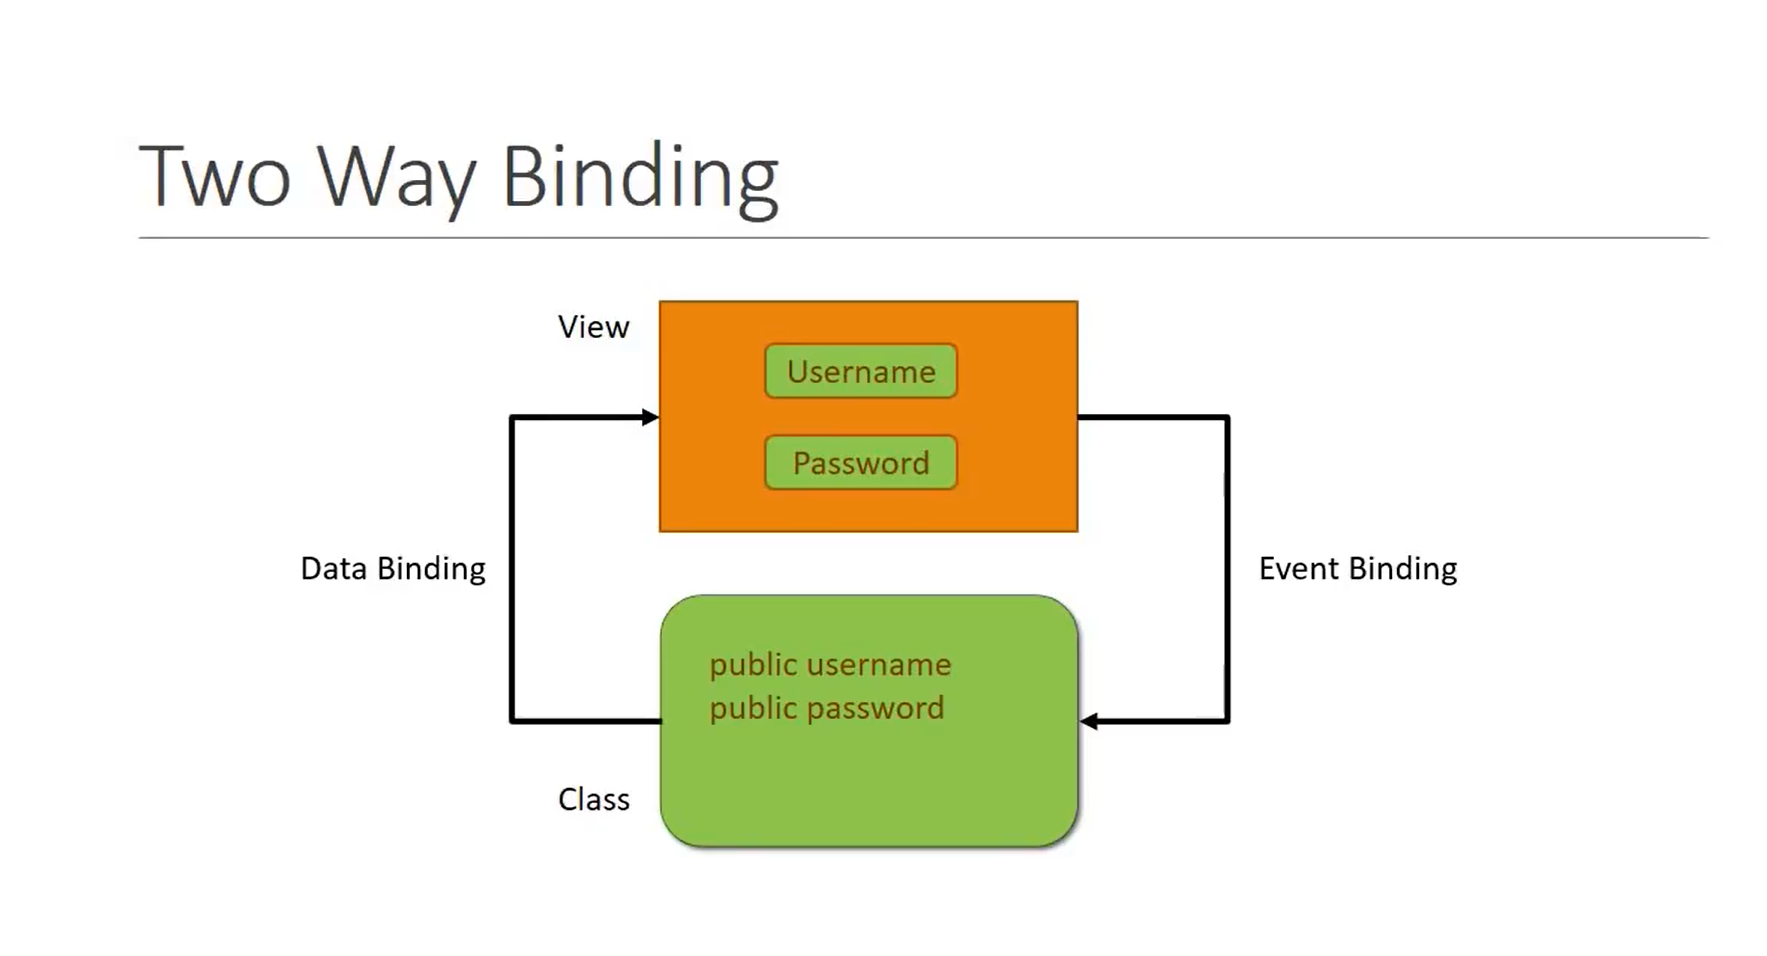 Two Way Binding
View
Username
Password
Data Binding
Event Binding
public username
public password
Class